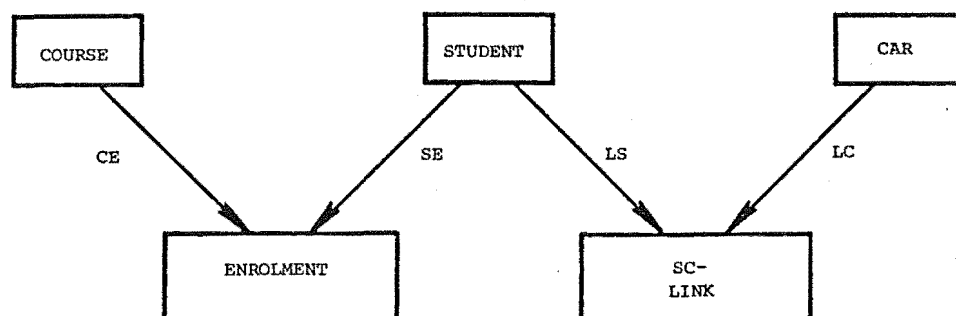 COURSE
STUDENT
CAR
CE
SE
LS
LC
ENROLMENT
SC-
LINK